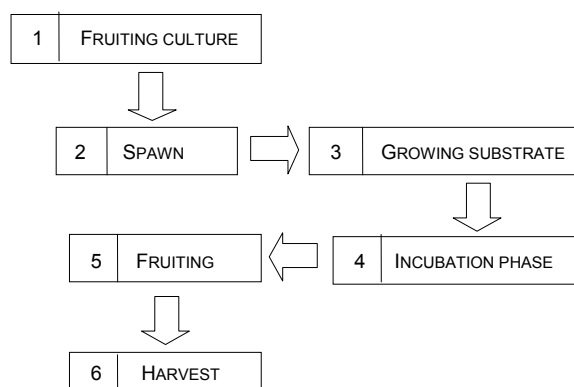 1 FRUITING CULTURE
2 SPAWN
3 GROWING SUBSTRATE
4 INCUBATION PHASE
5 FRUITING
6 HARVEST